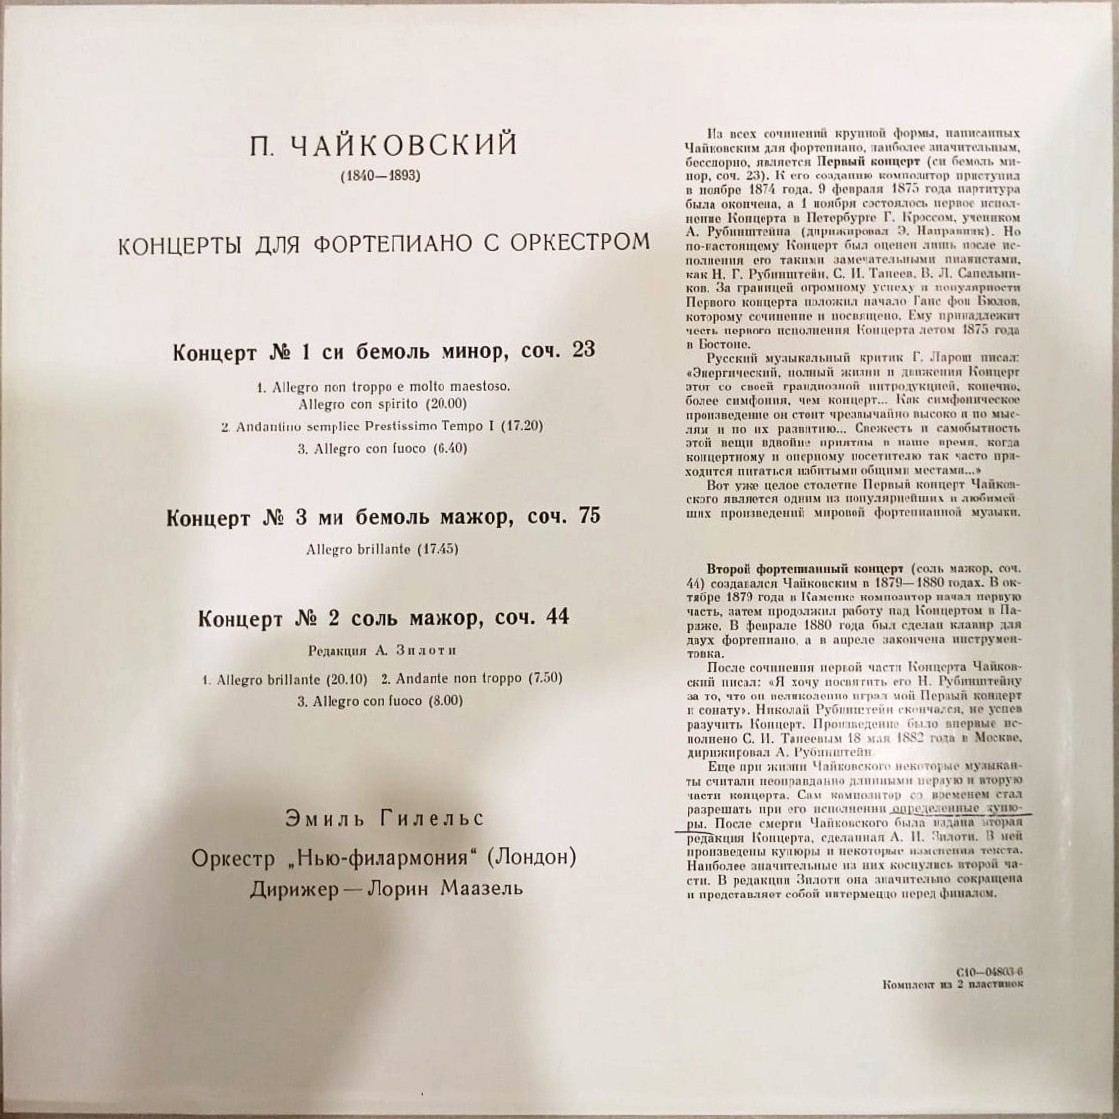 П. ЧАЙКОВСКИЙ
(1840—1893)
КОНЦЕРТЫ ДЛЯ ФОРТЕПИАНО С ОРКЕСТРОМ
Концерт № 1 си бемоль минор, соч. 23
1. Allegro non troppo e molto maestoso.
Allegro con spirito (20.00)
2. Andantino semplice Prestissimo Tempo I (17.20)
3. Allegro con fuoco (6.40)
Концерт № 3 ми бемоль мажор, соч. 75
Allegro brillante (17.45)
Концерт № 2 соль мажор, соч. 44
Редакция А. Зилоти
1. Allegro brillante (20.10) 2. Andante non troppo (7.50)
3. Allegro con fuoco (8.00)
Эмиль Гилельс
Оркестр „Нью-филармония“ (Лондон)
Дирижер — Лорин Маазель
Из всех сочинений крупной формы, написанных
Чайковским для фортепиано, наиболее значительным,
бесспорно, является Первый концерт (си бемоль ми-
нор, соч. 23). К его созданию композитор приступил
в ноябре 1874 года. 9 февраля 1875 года партитура
была окончена, а 1 ноября состоялось первое испол-
нение Концерта в Петербурге Г. Кроссом, учеником
А. Рубинштейна (дирижировал Э. Направник). Но
по-настоящему Концерт был оценен лишь после ис-
полнения его такими замечательными пианистами,
как Н. Г. Рубинштейн, С. И. Танеев, В. Л. Сапельни-
ков. За границей огромному успеху и популярности
Первого концерта положил начало Ганс фон Бюлов,
которому сочинение и посвящено. Ему принадлежит
честь первого исполнения Концерта летом 1875 года
в Бостоне.
Русский музыкальный критик Г. Ларош писал:
«Энергический, полный жизни и движения Концерт
этот со своей грандиозной интродукцией, конечно,
более симфония, чем концерт... Как симфоническое
произведение он стоит чрезвычайно высоко и по мыс-
лям и по их развитию... Свежесть и самобытность
этой вещи вдвойне приятны в наше время, когда
концертному и оперному посетителю так часто при-
ходится питаться избитыми общими местами...»
Вот уже целое столетие Первый концерт Чайков-
ского является одним из популярнейших и любимей-
ших произведений мировой фортепианной музыки.
Второй фортепианный концерт (соль мажор, соч.
44) создавался Чайковским в 1879—1880 годах. В ок-
тябре 1879 года в Каменке композитор начал первую
часть, затем продолжил работу над Концертом в Па-
риже. В феврале 1880 года был сделан клавир для
двух фортепиано, а в апреле закончена инструмен-
товка.
После сочинения первой части Концерта Чайков-
ский писал: «Я хочу посвятить его Н. Рубинштейну
за то, что он великолепно играл мой Первый концерт
и сонату». Николай Рубинштейн скончался, не успев
разучить Концерт. Произведение было впервые ис-
полнено С. И. Танеевым 18 мая 1882 года в Москве,
дирижировал А. Рубинштейн.
Еще при жизни Чайковского некоторые музыкан-
ты считали неоправданно длинными первую и вторую
части концерта. Сам композитор со временем стал
разрешать при его исполнении определенные купю-
ры. После смерти Чайковского была издана вторая
редакция Концерта, сделанная А. И. Зилоти. В ней
произведены купюры и некоторые изменения текста.
Наиболее значительные из них коснулись второй ча-
сти. В редакции Зилоти она значительно сокращена
и представляет собой интермеццо перед финалом.
С10—04803-6
Комплект из 2 пластинок